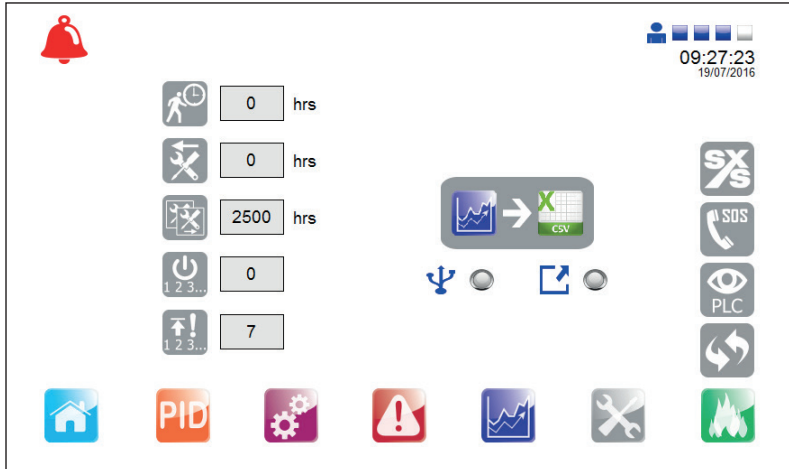 09:27:23
19/07/2016
0 hrs
0 hrs
2500 hrs
1 2 3...
0
1 2 3...
7
X
CSV
SX/S
SOS
PLC
PID